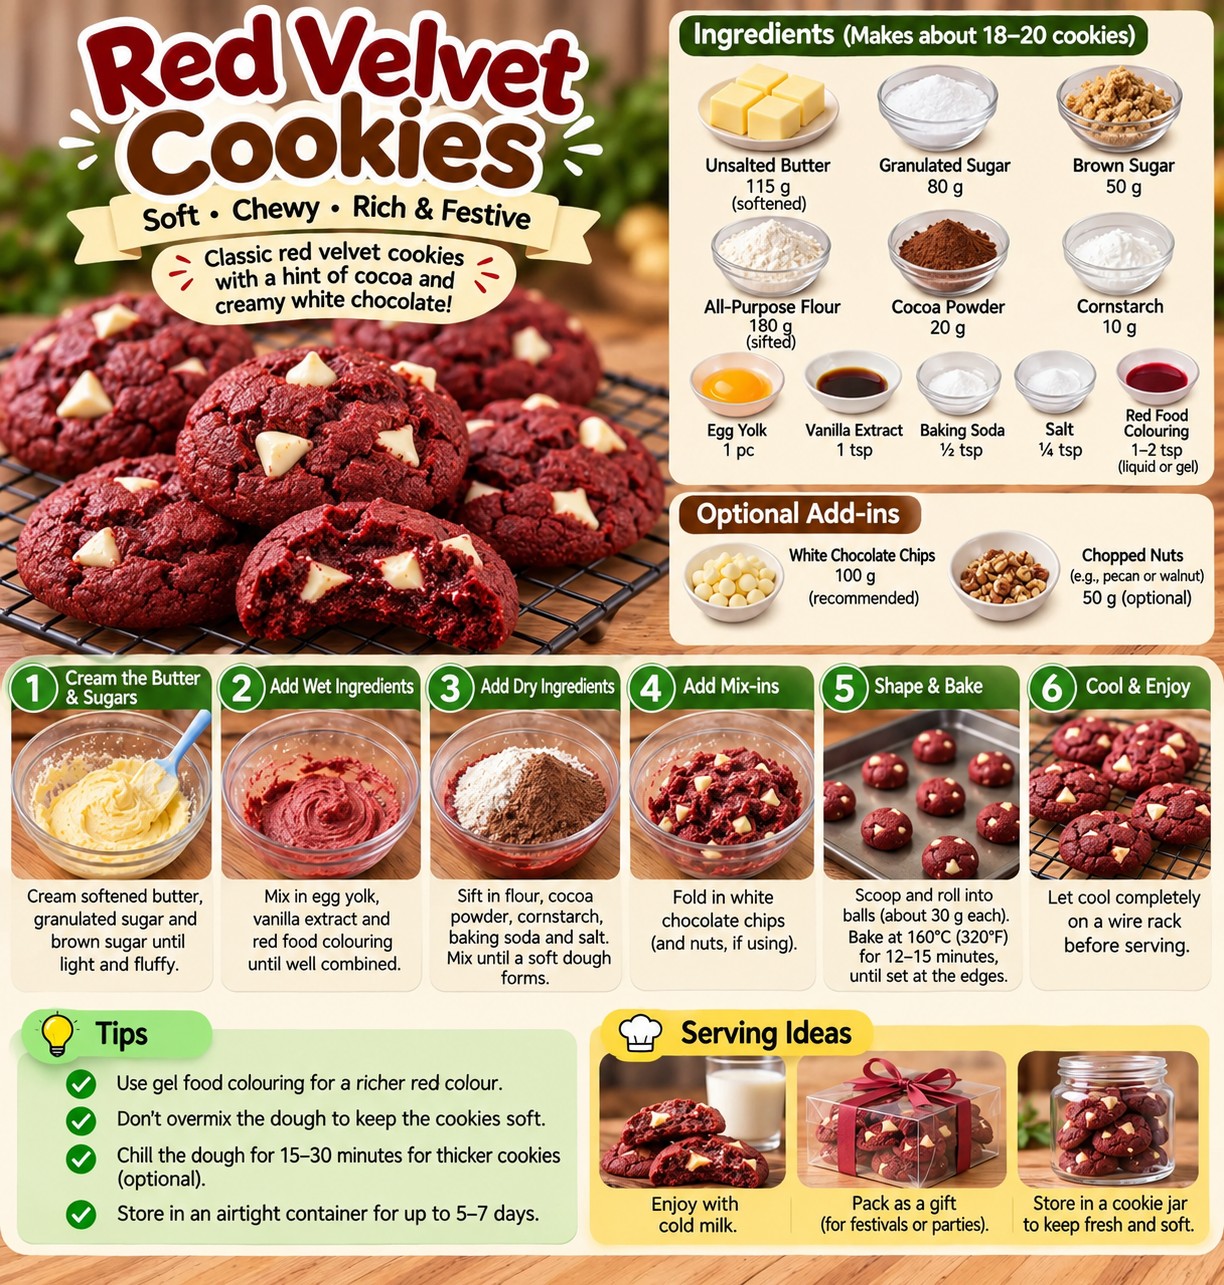 Red Velvet
Cookies
Soft • Chewy • Rich & Festive
Classic red velvet cookies
with a hint of cocoa and
creamy white chocolate!
Ingredients (Makes about 18–20 cookies)
Unsalted Butter
115 g
(softened)
Granulated Sugar
80 g
Brown Sugar
50 g
All-Purpose Flour
180 g
(sifted)
Cocoa Powder
20 g
Cornstarch
10 g
Egg Yolk
1 pc
Vanilla Extract
1 tsp
Baking Soda
½ tsp
Salt
¼ tsp
Red Food
Colouring
1–2 tsp
(liquid or gel)
Optional Add-ins
White Chocolate Chips
100 g
(recommended)
Chopped Nuts
(e.g., pecan or walnut)
50 g (optional)
1 Cream the Butter
& Sugars
Cream softened butter,
granulated sugar and
brown sugar until
light and fluffy.
2 Add Wet Ingredients
Mix in egg yolk,
vanilla extract and
red food colouring
until well combined.
3 Add Dry Ingredients
Sift in flour, cocoa
powder, cornstarch,
baking soda and salt.
Mix until a soft dough
forms.
4 Add Mix-ins
Fold in white
chocolate chips
(and nuts, if using).
5 Shape & Bake
Scoop and roll into
balls (about 30 g each).
Bake at 160°C (320°F)
for 12–15 minutes,
until set at the edges.
6 Cool & Enjoy
Let cool completely
on a wire rack
before serving.
Tips
Use gel food colouring for a richer red colour.
Don't overmix the dough to keep the cookies soft.
Chill the dough for 15–30 minutes for thicker cookies
(optional).
Store in an airtight container for up to 5–7 days.
Serving Ideas
Enjoy with
cold milk.
Pack as a gift
(for festivals or parties).
Store in a cookie jar
to keep fresh and soft.